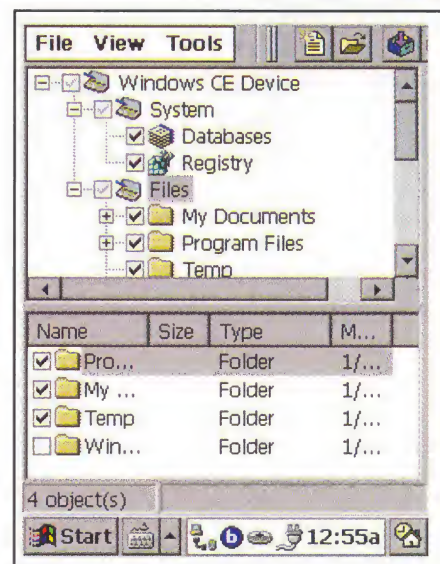 File View Tools
Windows CE Device
System
Databases
Registry
Files
My Documents
Program Files
Temp
Name Size Type M...
Pro... Folder 1/...
My ... Folder 1/...
Temp Folder 1/...
Win... Folder 1/...
4 object(s)
Start b 12:55a